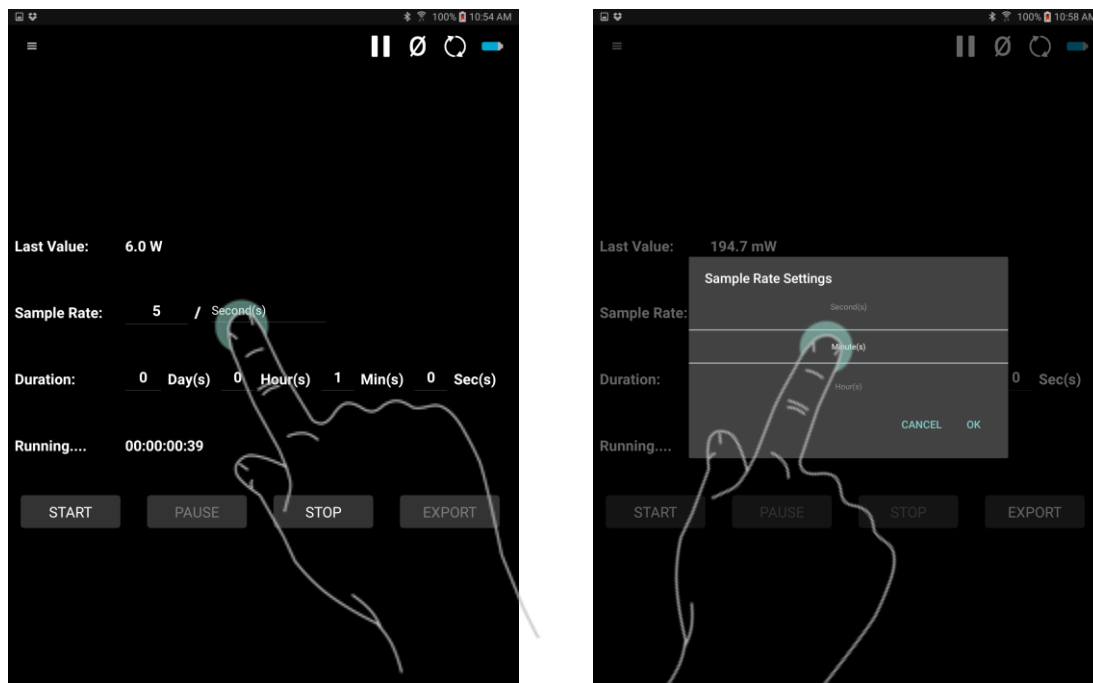 100% 10:54 AM
Last Value: 6.0 W
Sample Rate: 5 / Second(s)
Duration: 0 Day(s) 0 Hour(s) 1 Min(s) 0 Sec(s)
Running.... 00:00:00:39
START PAUSE STOP EXPORT
100% 10:58 AM
Last Value: 194.7 mW
Sample Rate Settings
Second(s)
Sample Rate:
Minute(s)
Duration: 0 Sec(s)
Hour(s)
CANCEL OK
Running....
START PAUSE STOP EXPORT